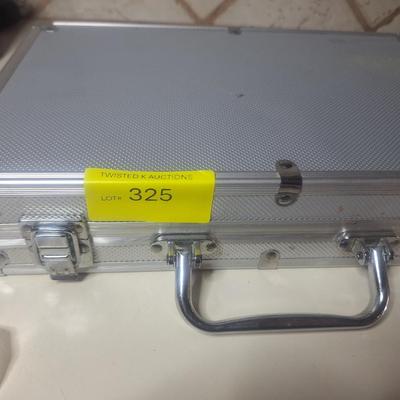 TWISTED K AUCTIONS
LOT# 325